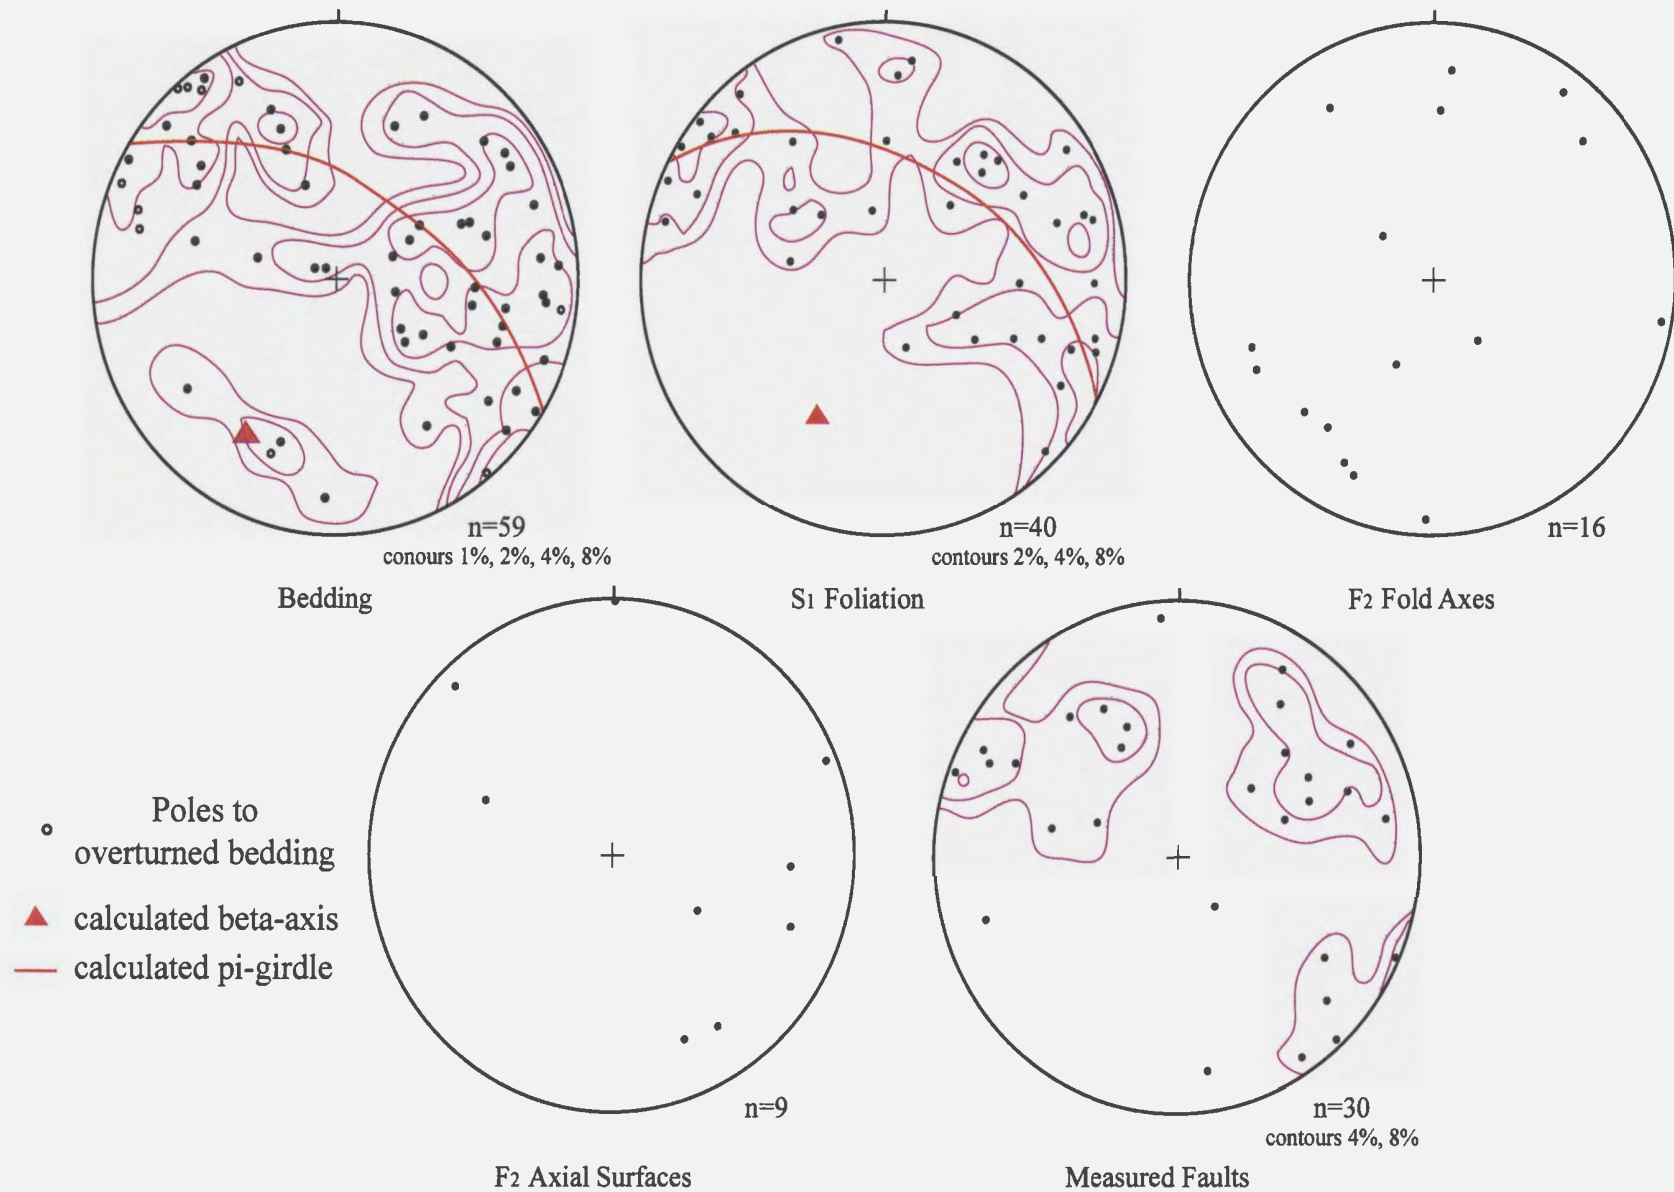 n=59
conours 1%, 2%, 4%, 8%
Bedding
n=40
contours 2%, 4%, 8%
S1 Foliation
n=16
F2 Fold Axes
Poles to
overturned bedding
calculated beta-axis
calculated pi-girdle
n=9
F2 Axial Surfaces
n=30
contours 4%, 8%
Measured Faults